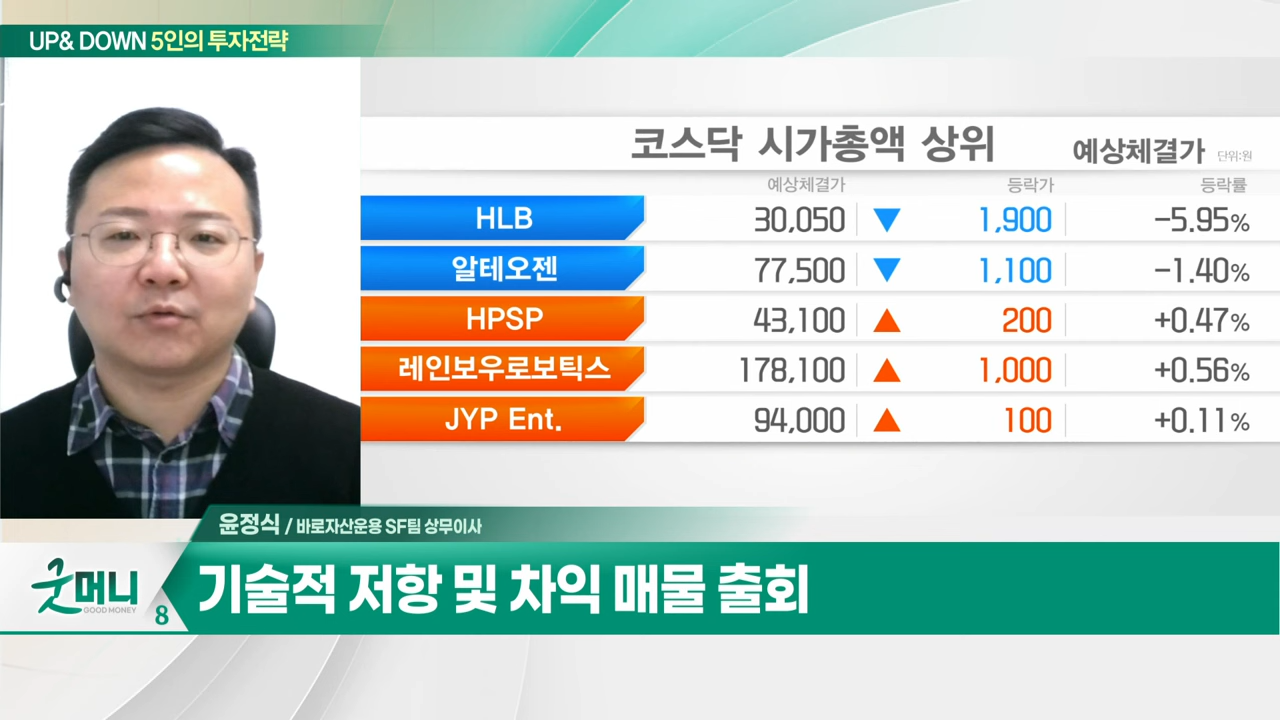 UP& DOWN 5인의 투자전략
코스닥 시가총액 상위 예상체결가 단위:원
예상체결가 등락가 등락률
HLB 30,050 ▼ 1,900 -5.95%
알테오젠 77,500 ▼ 1,100 -1.40%
HPSP 43,100 ▲ 200 +0.47%
레인보우로보틱스 178,100 ▲ 1,000 +0.56%
JYP Ent. 94,000 ▲ 100 +0.11%
윤정식 / 바로자산운용 SF팀 상무이사
굿머니
GOOD MONEY
8
기술적 저항 및 차익 매물 출회